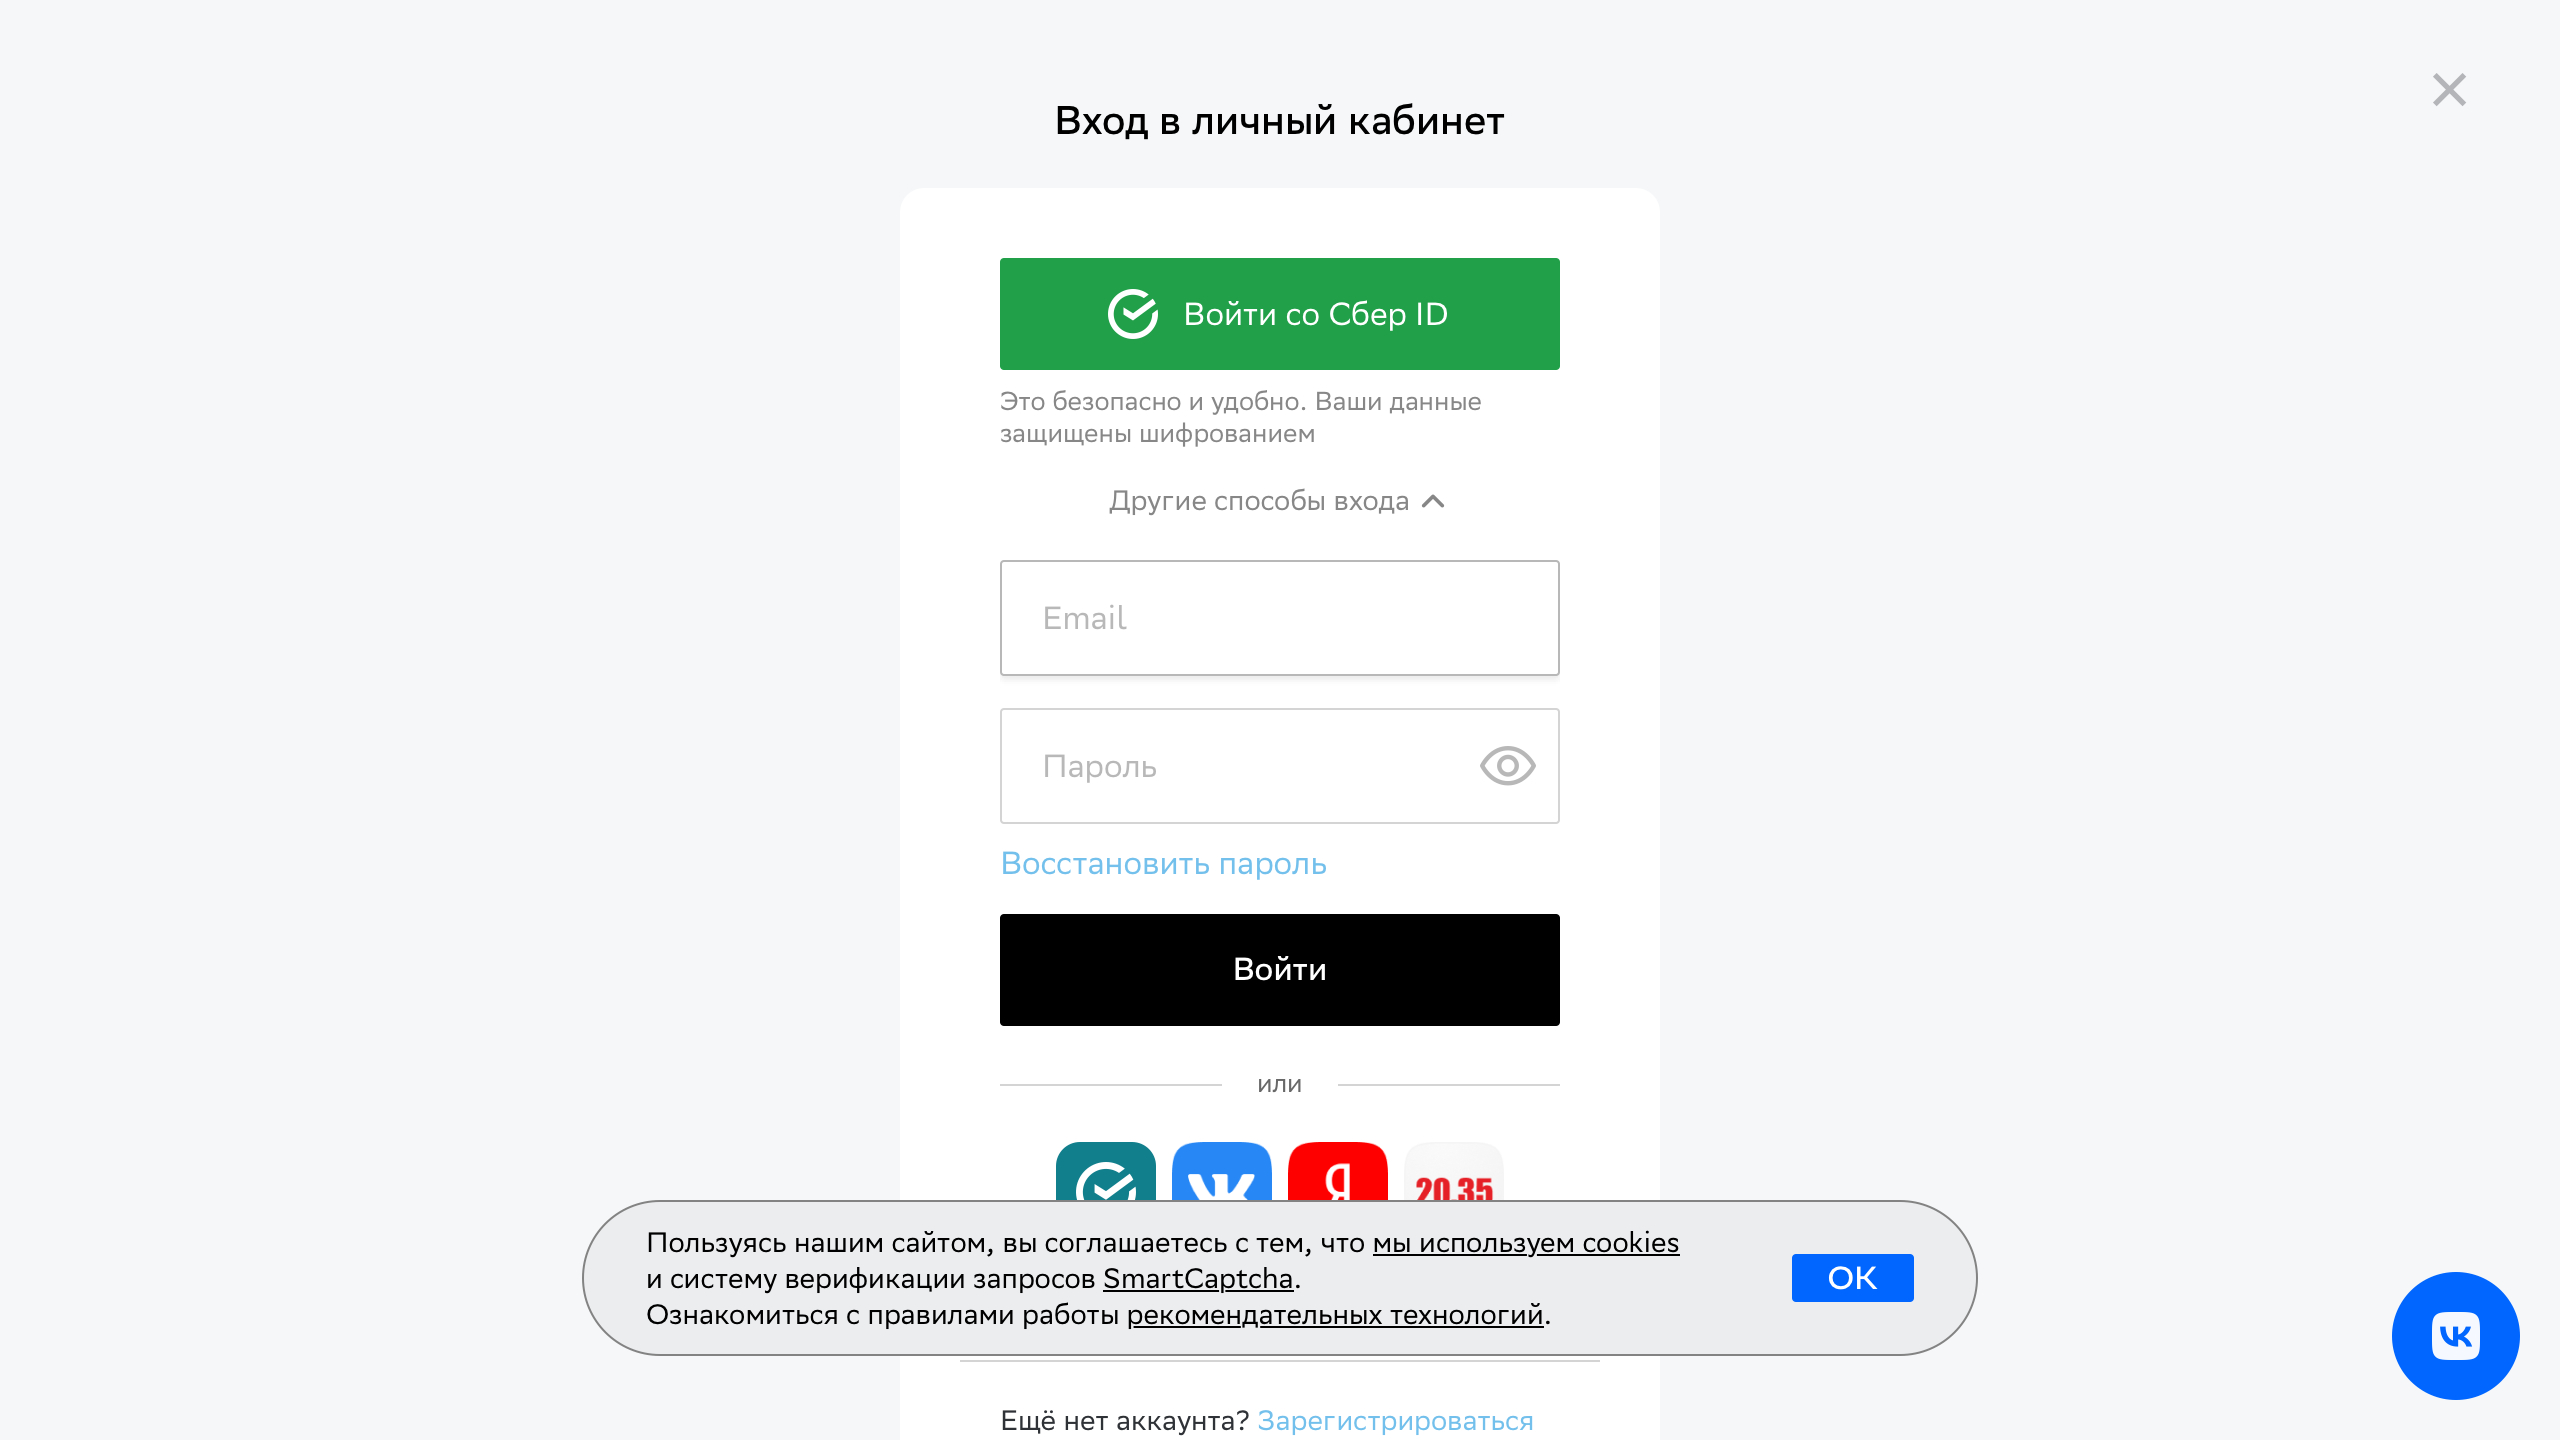 Вход в личный кабинет
Войти со Сбер ID
Это безопасно и удобно. Ваши данные
защищены шифрованием
Другие способы входа
Email
Пароль
Восстановить пароль
Войти
или
Я
20.35
Пользуясь нашим сайтом, вы соглашаетесь с тем, что мы используем cookies
и систему верификации запросов SmartCaptcha.
Ознакомиться с правилами работы рекомендательных технологий.
OK
Ещё нет аккаунта? Зарегистрироваться